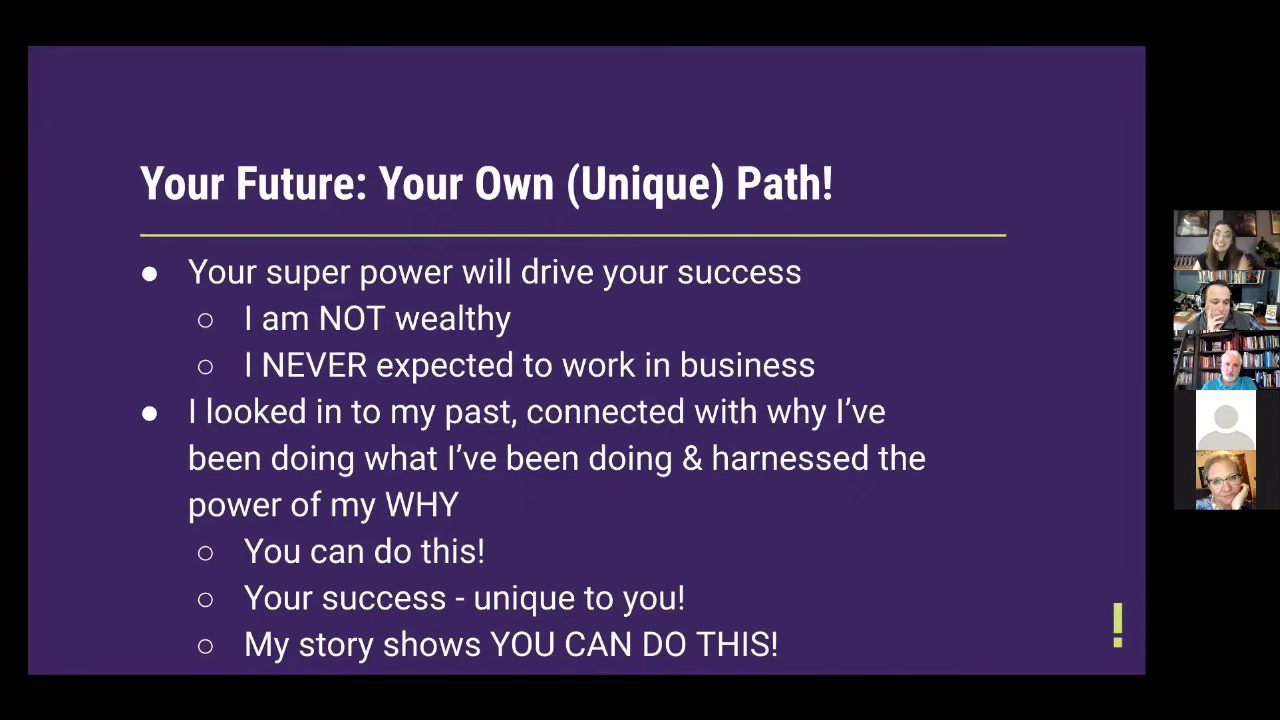 Your Future: Your Own (Unique) Path!
● Your super power will drive your success
○ I am NOT wealthy
○ I NEVER expected to work in business
● I looked in to my past, connected with why I’ve
been doing what I’ve been doing & harnessed the
power of my WHY
○ You can do this!
○ Your success - unique to you!
○ My story shows YOU CAN DO THIS!
!